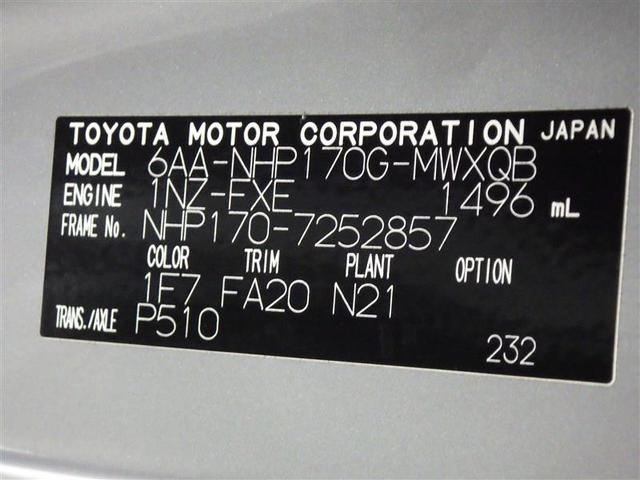 TOYOTA MOTOR CORPORATION JAPAN
MODEL 6AA-NHP170G-MWXQB
ENGINE 1NZ-FXE 1496 mL
FRAME No. NHP170-7252857
COLOR TRIM PLANT OPTION
1F7 FA20 N21
TRANS./AXLE P510
232